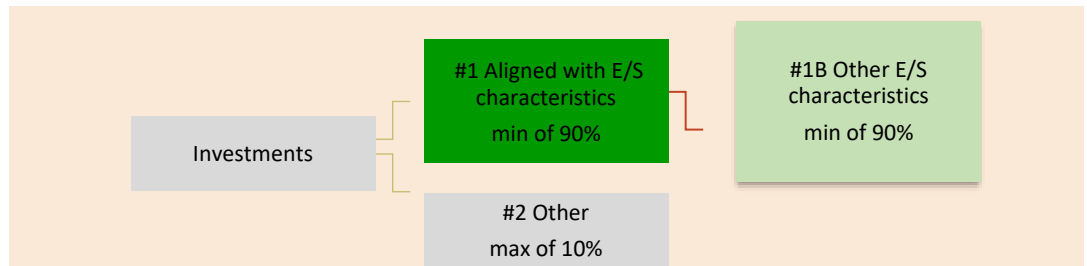 #1 Aligned with E/S
characteristics
min of 90%
#1B Other E/S
characteristics
min of 90%
Investments
#2 Other
max of 10%